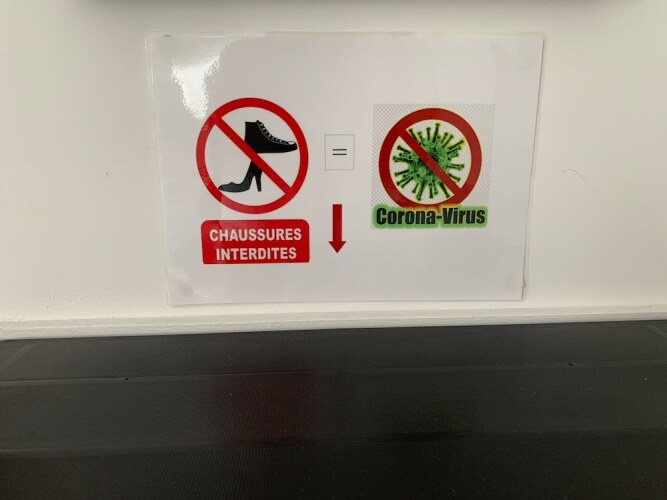 CHAUSSURES
INTERDITES
=
Corona-Virus